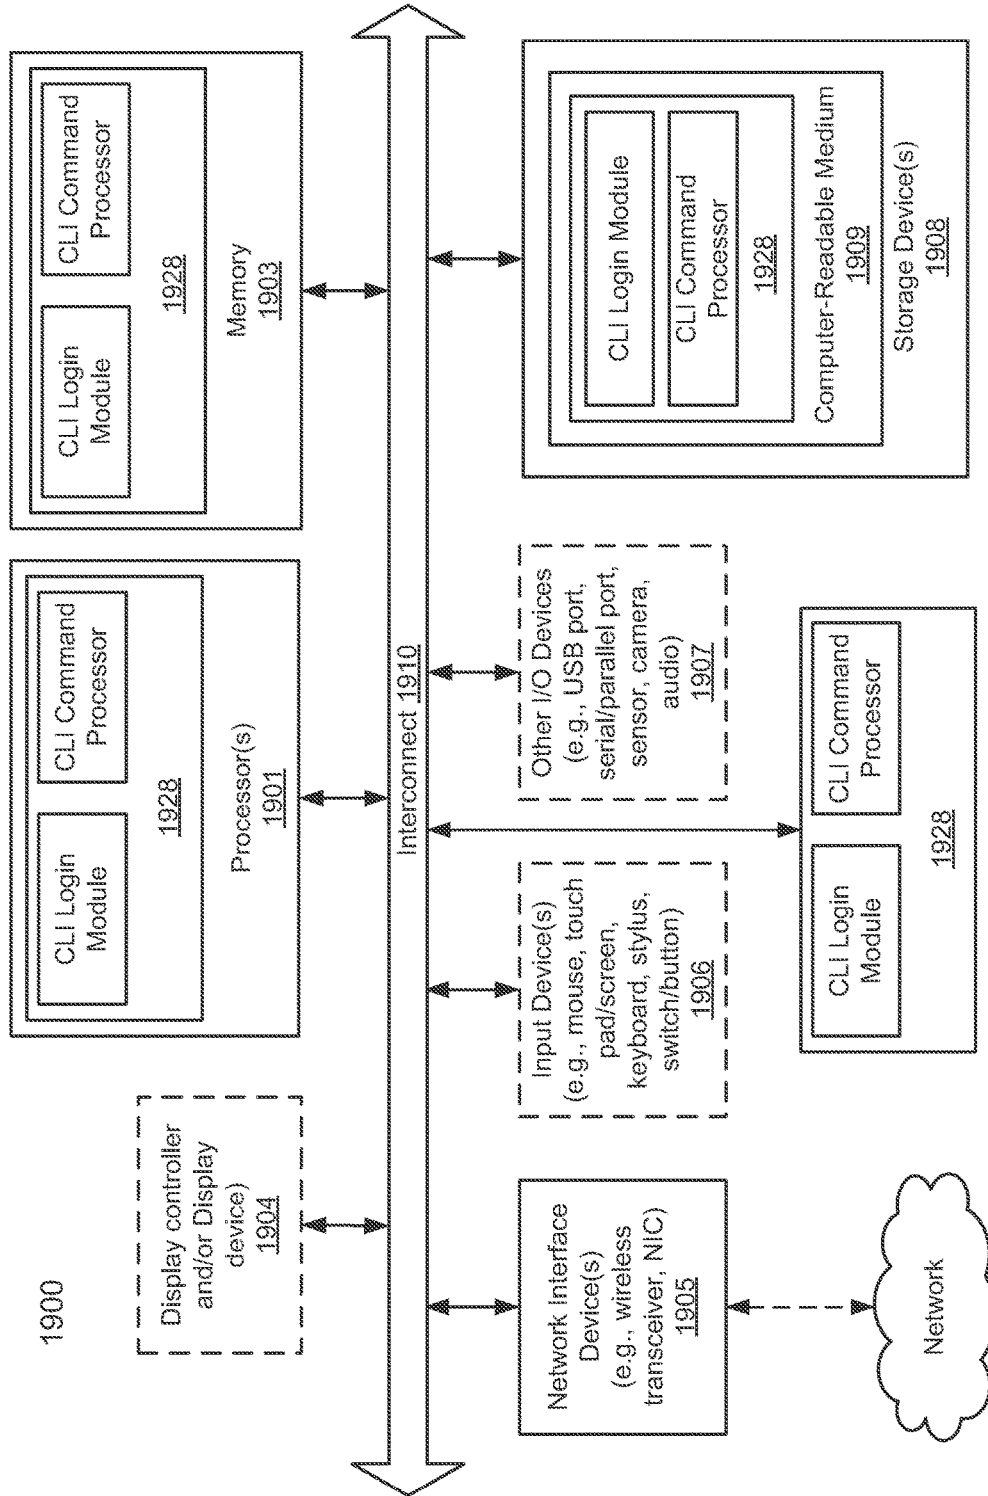 1900
Display controller
and/or Display
device)
1904
CLI Login
Module
CLI Command
Processor
1928
Processor(s)
1901
CLI Login
Module
CLI Command
Processor
1928
Memory
1903
Interconnect 1910
Network Interface
Device(s)
(e.g., wireless
transceiver, NIC)
1905
Network
Input Device(s)
(e.g., mouse, touch
pad/screen,
keyboard, stylus,
switch/button)
1906
Other I/O Devices
(e.g., USB port,
serial/parallel port,
sensor, camera,
audio)
1907
CLI Login
Module
CLI Command
Processor
1928
CLI Login Module
CLI Command
Processor
1928
Computer-Readable Medium
1909
Storage Device(s)
1908